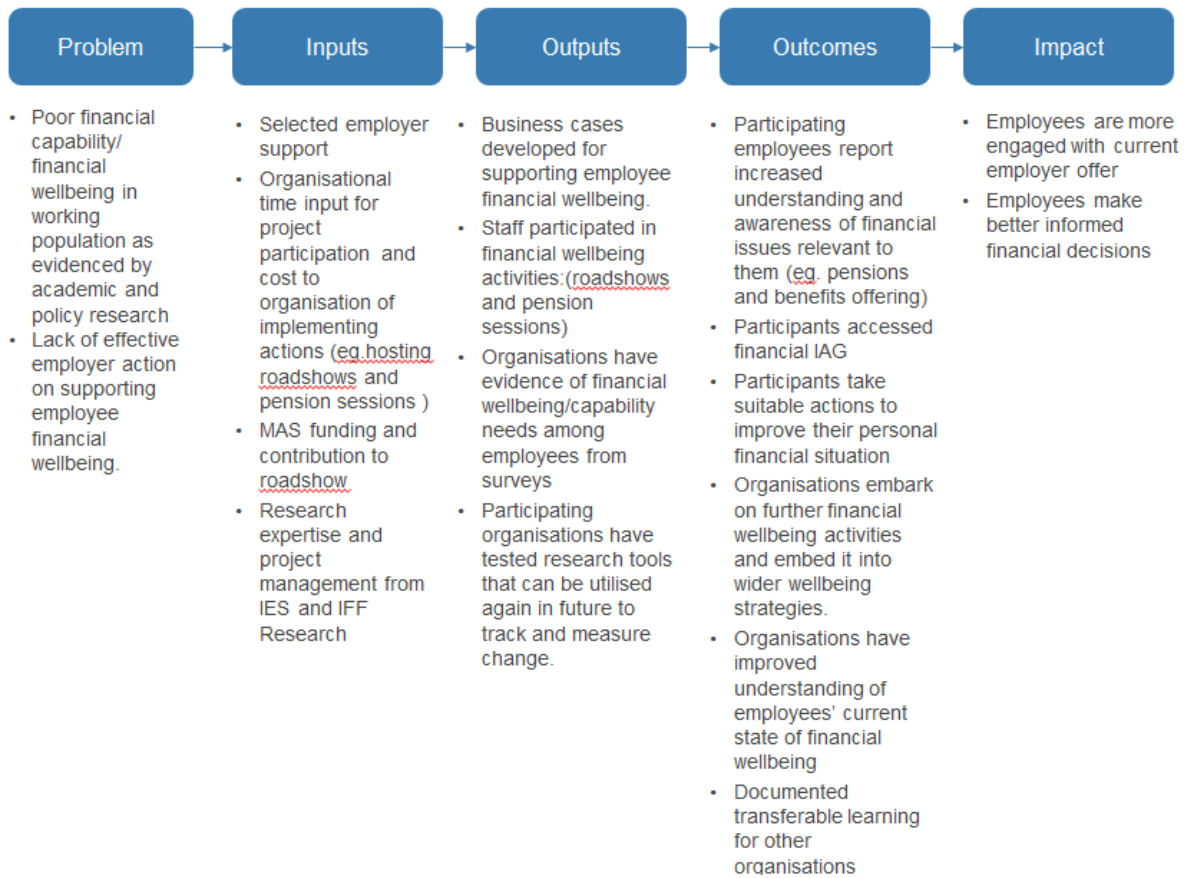 Problem
Inputs
Outputs
Outcomes
Impact
• Poor financial
capability/
financial
wellbeing in
working
population as
evidenced by
academic and
policy research
• Lack of effective
employer action
on supporting
employee
financial
wellbeing.
• Selected employer
support
• Organisational
time input for
project
participation and
cost to
organisation of
implementing
actions (eg.hosting
roadshows and
pension sessions )
• MAS funding and
contribution to
roadshow
• Research
expertise and
project
management from
IES and IFF
Research
• Business cases
developed for
supporting employee
financial wellbeing.
• Staff participated in
financial wellbeing
activities:(roadshows
and pension
sessions)
• Organisations have
evidence of financial
wellbeing/capability
needs among
employees from
surveys
• Participating
organisations have
tested research tools
that can be utilised
again in future to
track and measure
change.
• Participating
employees report
increased
understanding and
awareness of financial
issues relevant to
them (eg. pensions
and benefits offering)
• Participants accessed
financial IAG
• Participants take
suitable actions to
improve their personal
financial situation
• Organisations embark
on further financial
wellbeing activities
and embed it into
wider wellbeing
strategies.
• Organisations have
improved
understanding of
employees’ current
state of financial
wellbeing
• Documented
transferable learning
for other
organisations
• Employees are more
engaged with current
employer offer
• Employees make
better informed
financial decisions